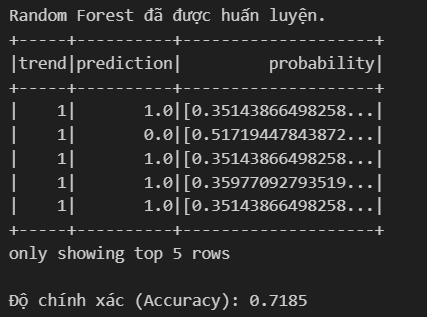 Random Forest đã được huấn luyện.
+-----+----------+--------------------+
|trend|prediction|         probability|
+-----+----------+--------------------+
|    1|       1.0|[0.35143866498258...|
|    1|       0.0|[0.51719447843872...|
|    1|       1.0|[0.35143866498258...|
|    1|       1.0|[0.35977092793519...|
|    1|       1.0|[0.35143866498258...|
+-----+----------+--------------------+
only showing top 5 rows
Độ chính xác (Accuracy): 0.7185